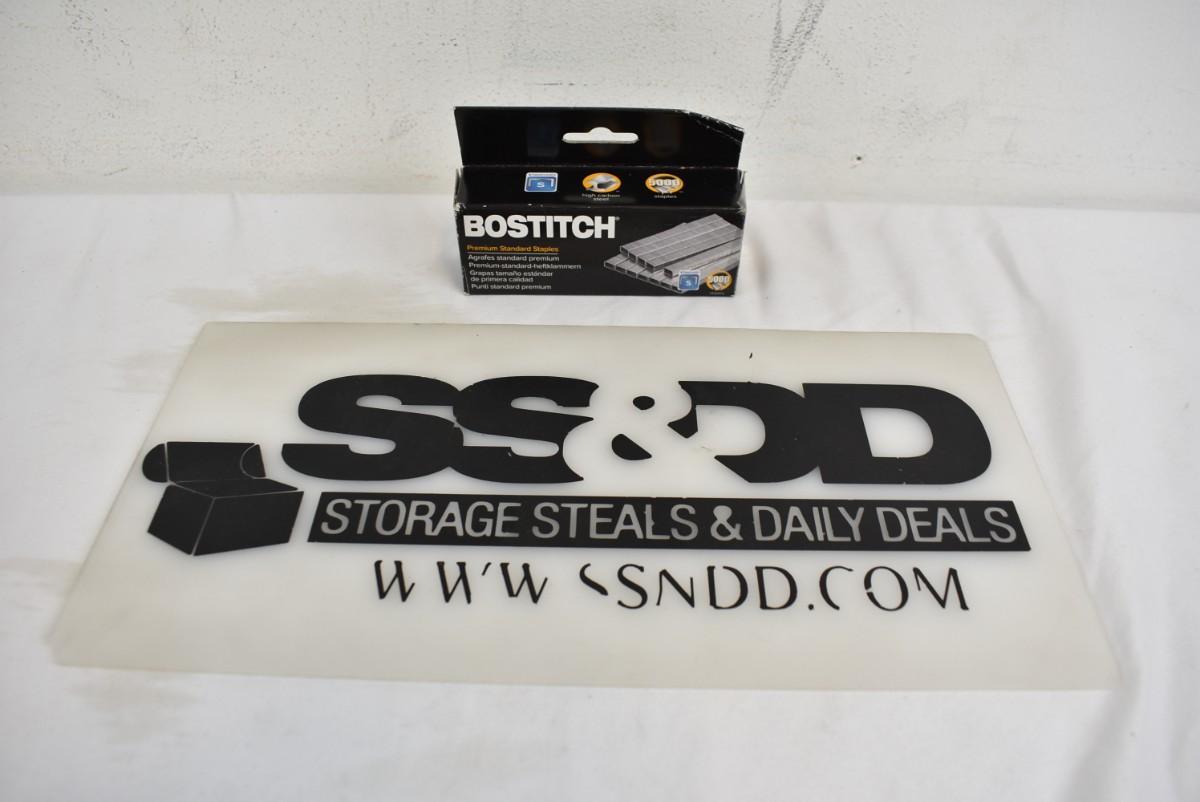 S
high carbon
steel
5000
staples
BOSTITCH®
Premium Standard Staples
Agrafes standard premium
Premium-standard-heftklammern
Grapas tamaño estándar
de primera calidad
Punti standard premium
S
5000
SS&DD
STORAGE STEALS & DAILY DEALS
WWW SSNDD.COM